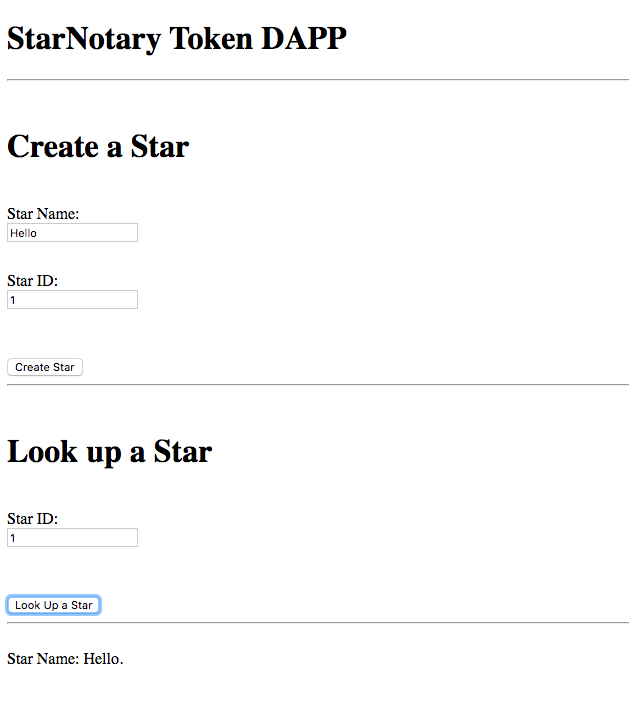 StarNotary Token DAPP
Create a Star
Star Name:
Hello
Star ID:
1
Create Star
Look up a Star
Star ID:
1
Look Up a Star
Star Name: Hello.